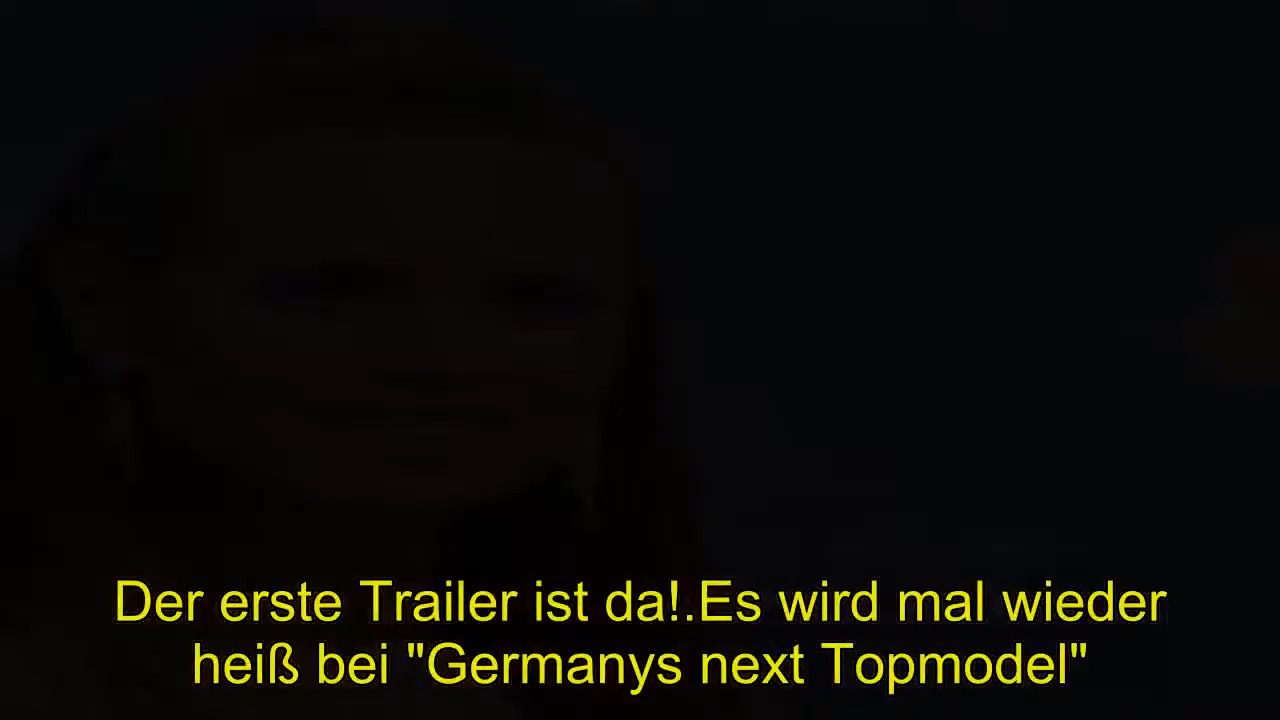 Der erste Trailer ist da!.Es wird mal wieder
heiß bei "Germanys next Topmodel"